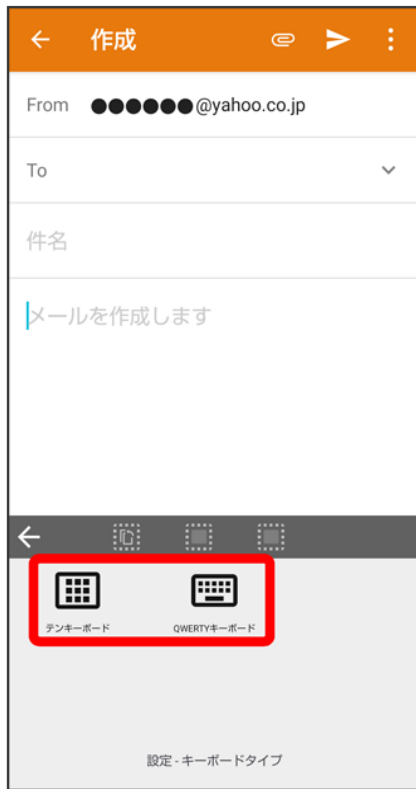 作成
From ●●●●●●@yahoo.co.jp
To
件名
メールを作成します
テンキーボード QWERTYキーボード
設定 - キーボードタイプ